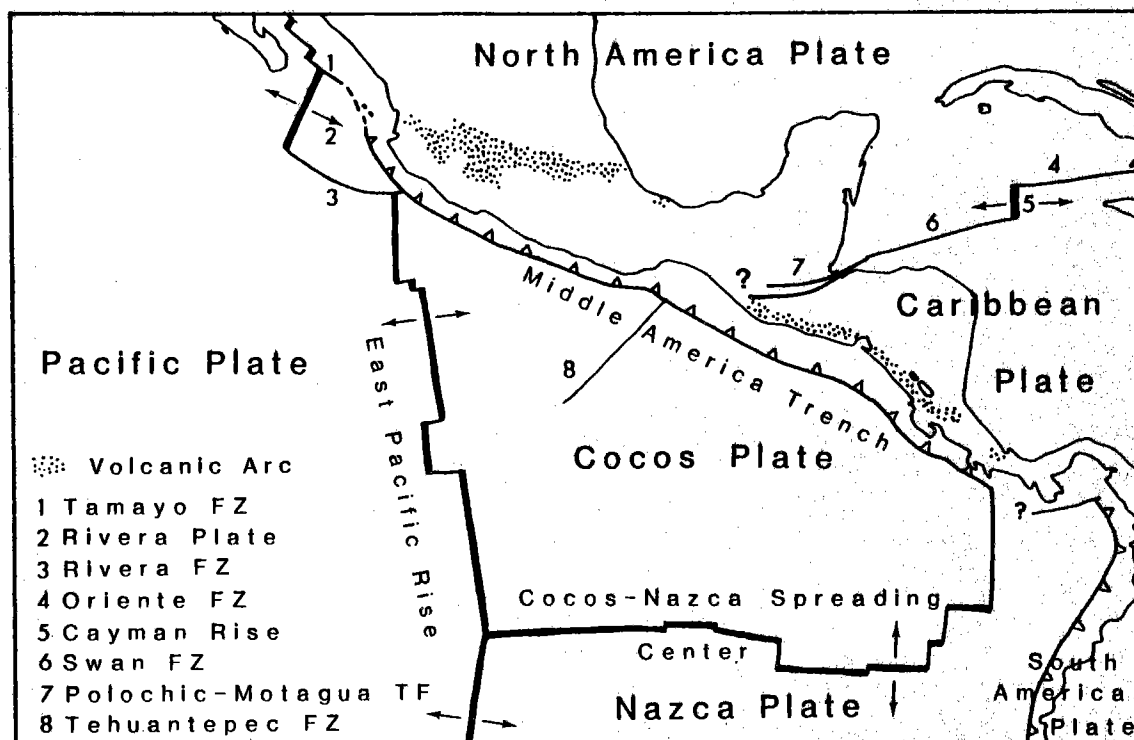 North America Plate
1
2
3
4
5
6
7
?
Middle America Trench
Caribbean
Plate
Pacific Plate
East Pacific Rise
8
Cocos Plate
?
Volcanic Arc
1 Tamayo FZ
2 Rivera Plate
3 Rivera FZ
4 Oriente FZ
5 Cayman Rise
6 Swan FZ
7 Polochic-Motagua TF
8 Tehuantepec FZ
Cocos-Nazca Spreading
Center
Nazca Plate
South
America
Plate